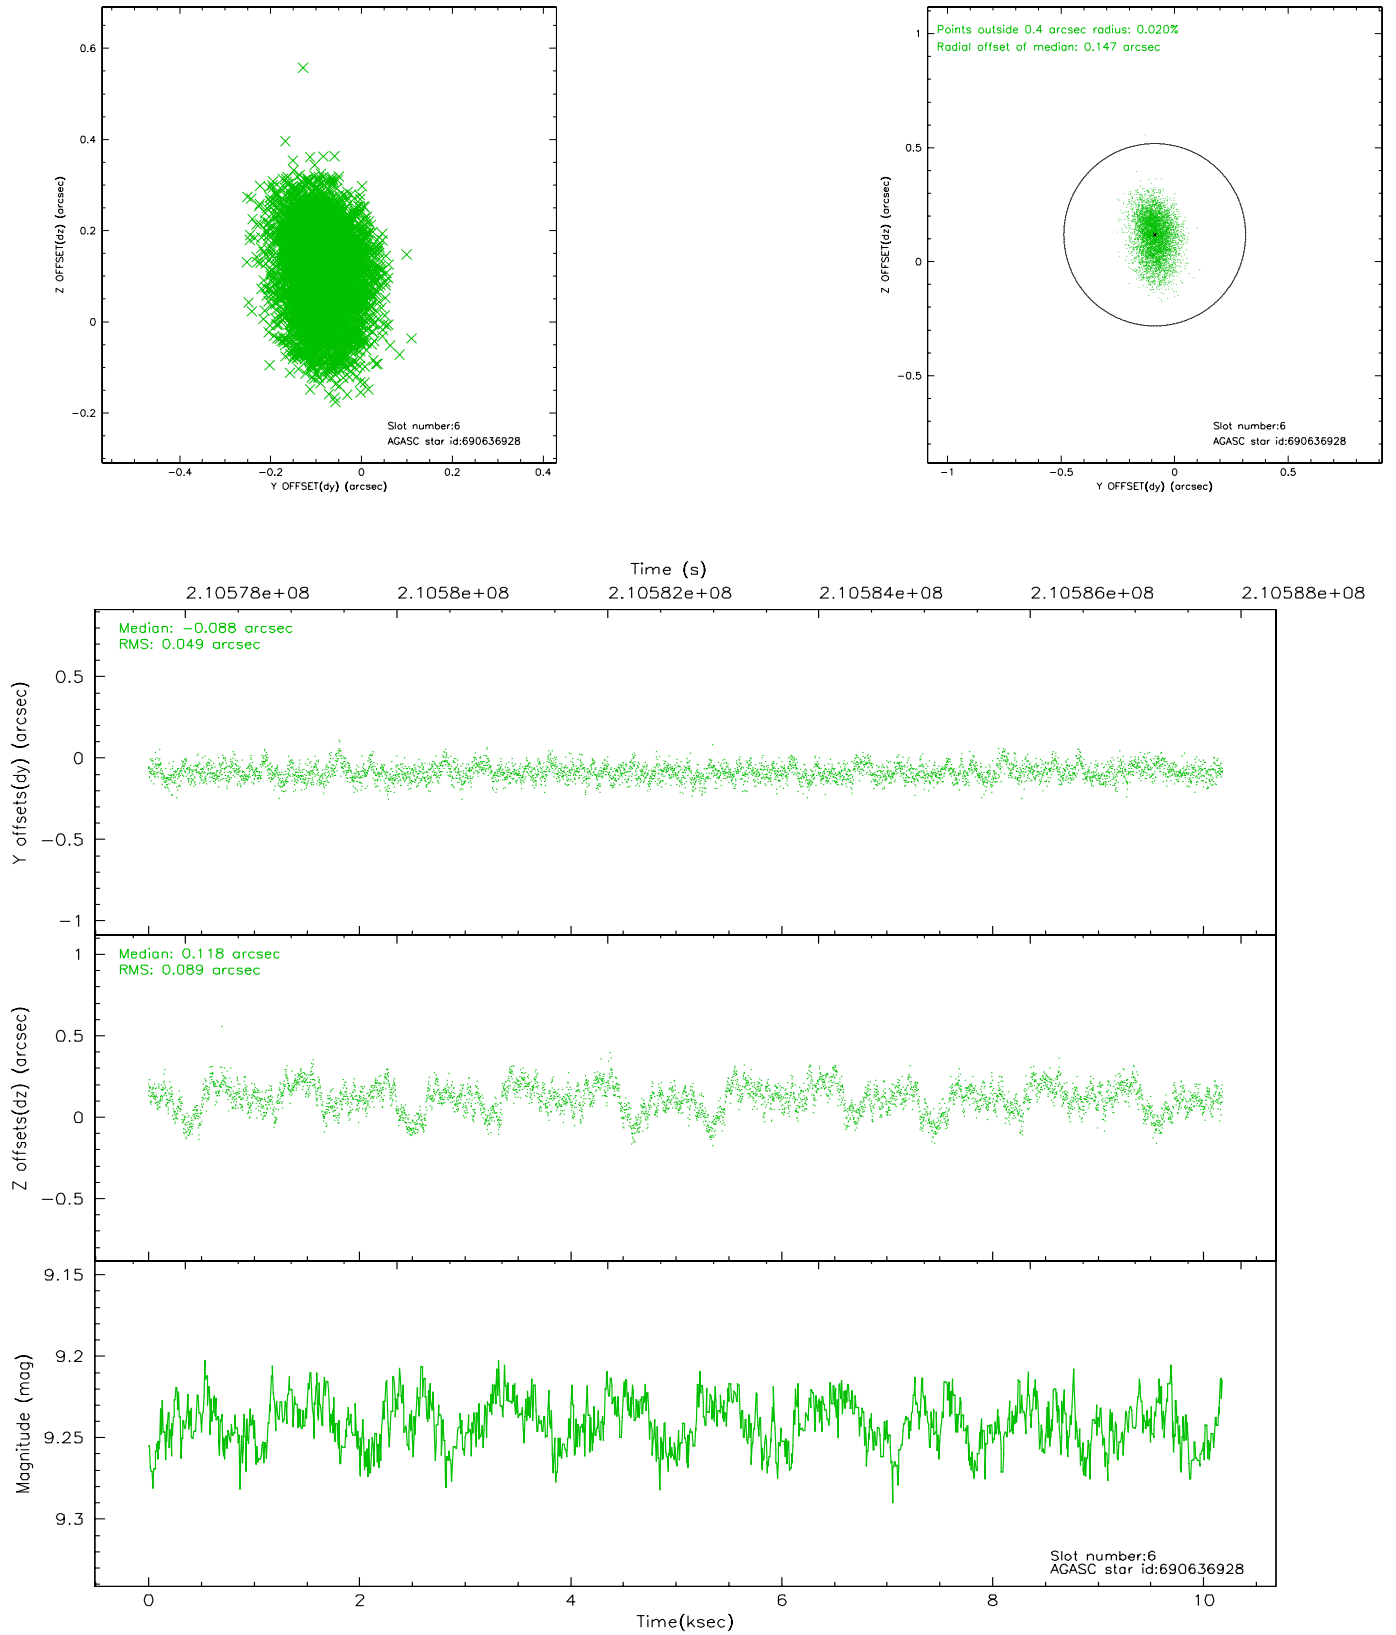 0.6
0.4
0.2
0
−0.2
Z OFFSET(dz) (arcsec)
Slot number:6
AGASC star id:690636928
−0.4 −0.2 0 0.2 0.4
Y OFFSET(dy) (arcsec)
Points outside 0.4 arcsec radius: 0.020%
Radial offset of median: 0.147 arcsec
1
0.5
0
−0.5
Z OFFSET(dz) (arcsec)
Slot number:6
AGASC star id:690636928
−1 −0.5 0 0.5
Y OFFSET(dy) (arcsec)
Time (s)
2.10578e+08 2.1058e+08 2.10582e+08 2.10584e+08 2.10586e+08 2.10588e+08
Median: −0.088 arcsec
RMS: 0.049 arcsec
0.5
0
−0.5
−1
Y offsets(dy) (arcsec)
Median: 0.118 arcsec
RMS: 0.089 arcsec
1
0.5
0
−0.5
Z offsets(dz) (arcsec)
9.15
9.2
9.25
9.3
Magnitude (mag)
Slot number:6
AGASC star id:690636928
0 2 4 6 8 10
Time(ksec)